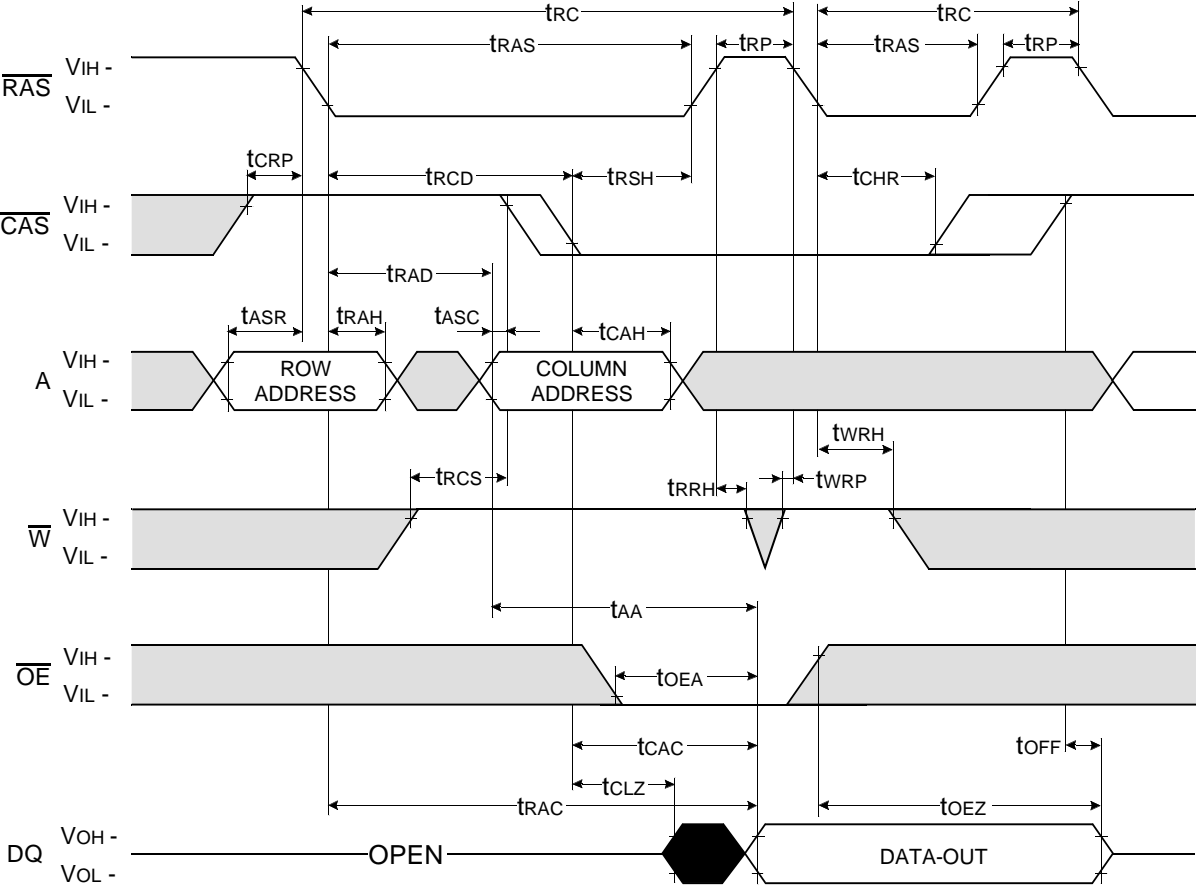 tRC tRC
tRAS tRP tRAS tRP
RAS VIH -
VIL -
tCRP tRCD tRSH tCHR
CAS VIH -
VIL -
tRAD
tASR tRAH tASC tCAH
A VIH -
VIL -
ROW
ADDRESS
COLUMN
ADDRESS
tWRH
tRCS tRRH tWRP
W VIH -
VIL -
tAA
OE VIH -
VIL -
tOEA
tCAC tOFF
tCLZ
tRAC tOEZ
DQ VOH -
VOL -
OPEN DATA-OUT